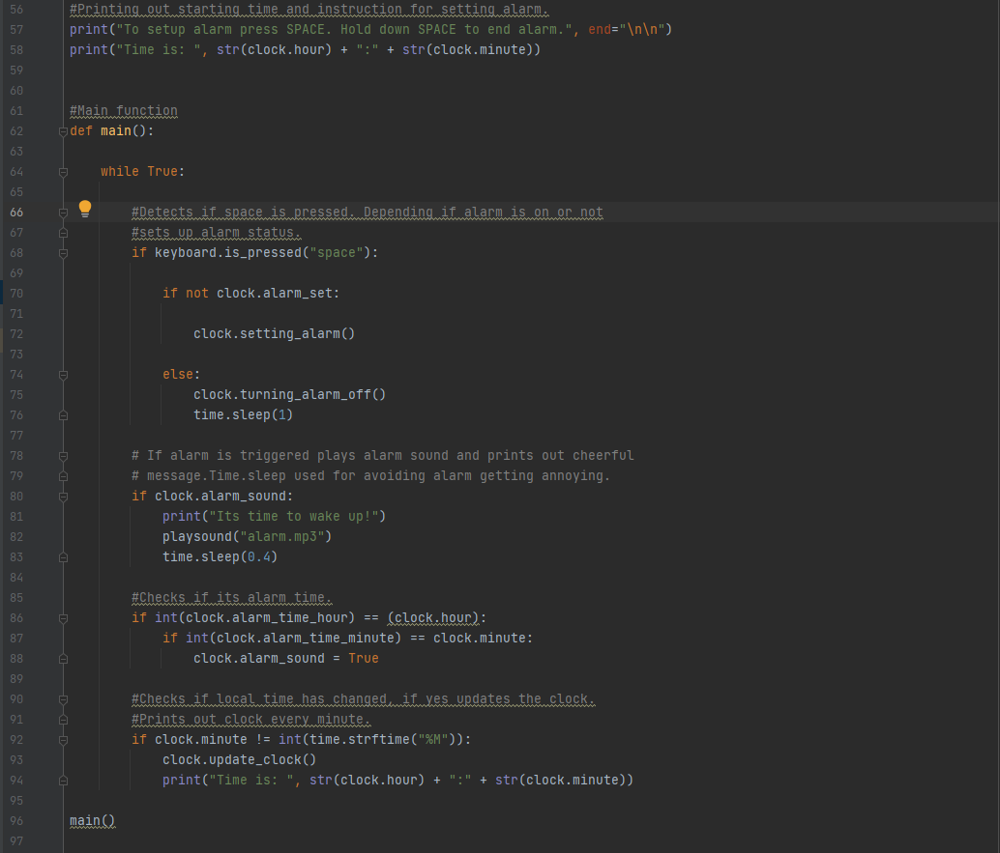 56 #Printing out starting time and instruction for setting alarm.
57 print("To setup alarm press SPACE. Hold down SPACE to end alarm.", end="\n\n")
58 print("Time is: ", str(clock.hour) + ":" + str(clock.minute))
59
60
61 #Main function
62 def main():
63
64     while True:
65
66         #Detects if space is pressed. Depending if alarm is on or not
67         #sets up alarm status.
68         if keyboard.is_pressed("space"):
69
70             if not clock.alarm_set:
71
72                 clock.setting_alarm()
73
74             else:
75                 clock.turning_alarm_off()
76                 time.sleep(1)
77
78         # If alarm is triggered plays alarm sound and prints out cheerful
79         # message.Time.sleep used for avoiding alarm getting annoying.
80         if clock.alarm_sound:
81             print("Its time to wake up!")
82             playsound("alarm.mp3")
83             time.sleep(0.4)
84
85         #Checks if its alarm time.
86         if int(clock.alarm_time_hour) == (clock.hour):
87             if int(clock.alarm_time_minute) == clock.minute:
88                 clock.alarm_sound = True
89
90         #Checks if local time has changed, if yes updates the clock.
91         #Prints out clock every minute.
92         if clock.minute != int(time.strftime("%M")):
93             clock.update_clock()
94             print("Time is: ", str(clock.hour) + ":" + str(clock.minute))
95
96 main()
97